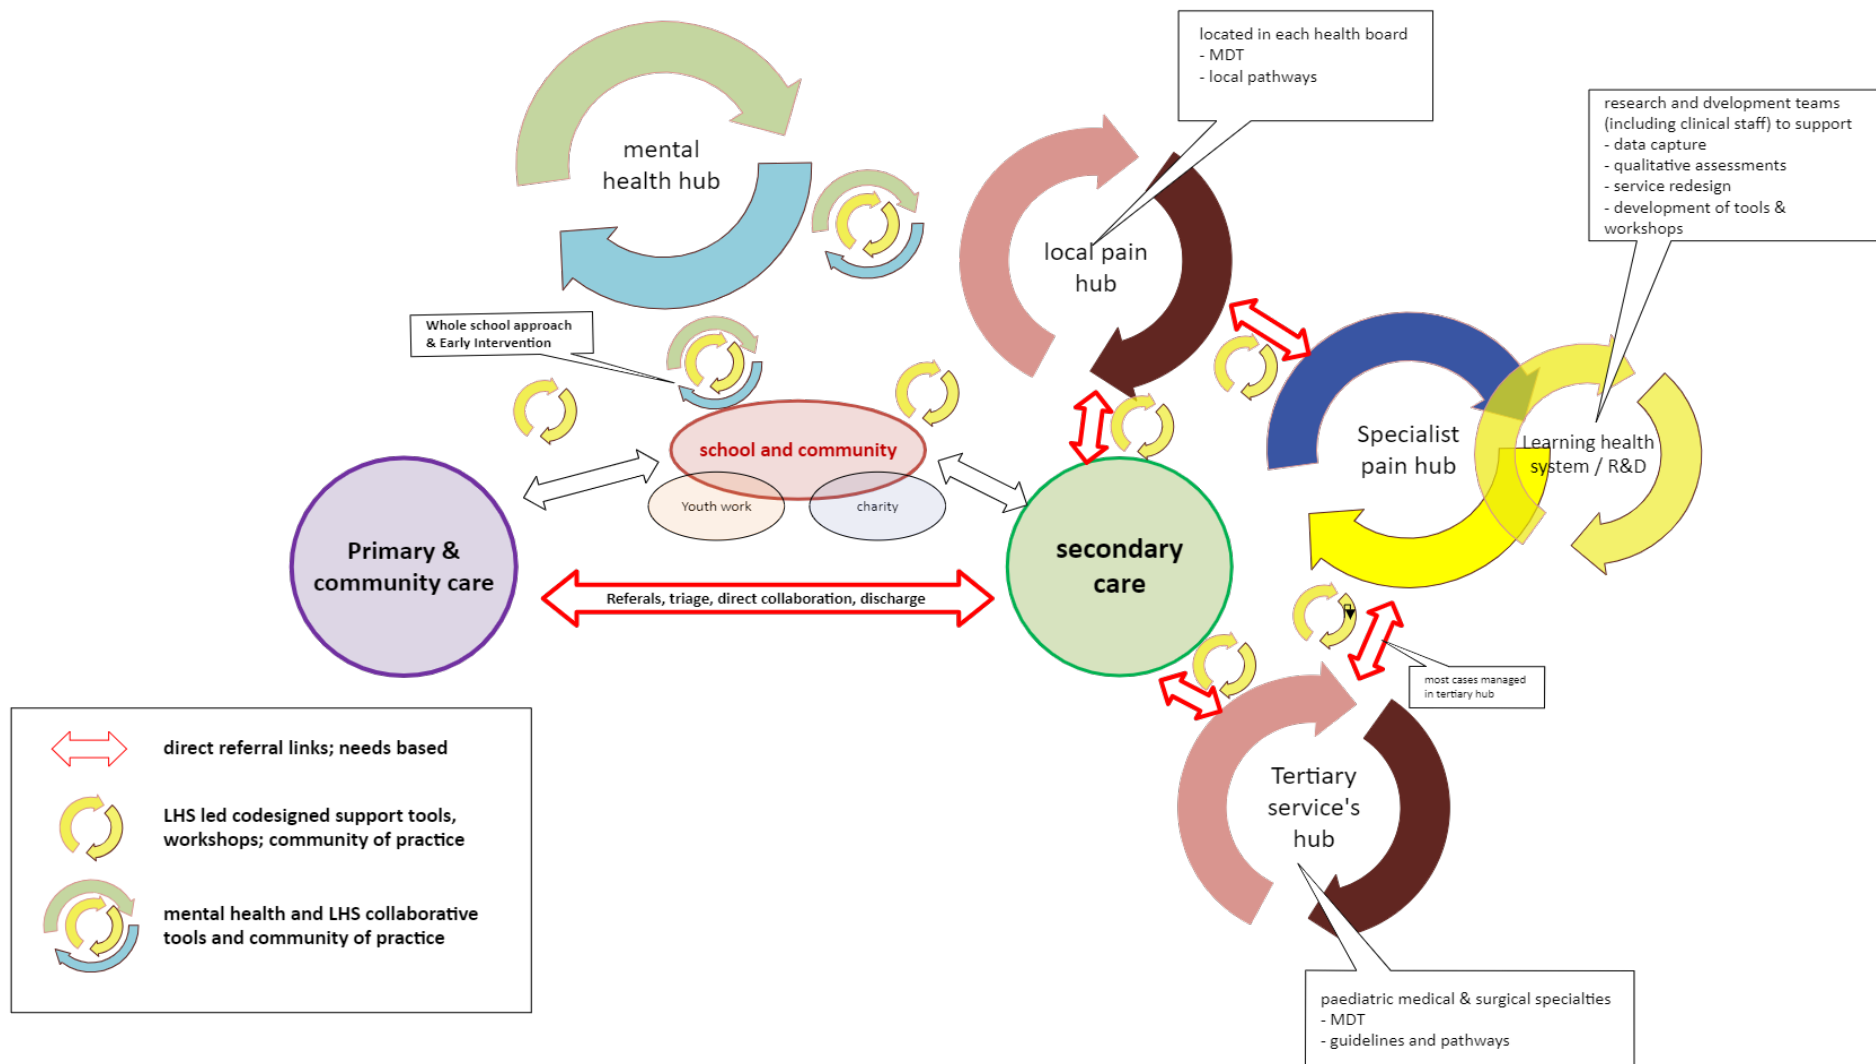 located in each health board
- MDT
- local pathways
research and dvelopment teams
(including clinical staff) to support
- data capture
- qualitative assessments
- service redesign
- development of tools &
workshops
mental
health hub
local pain
hub
Whole school approach
& Early Intervention
school and community
Youth work
charity
Specialist
pain hub
Learning health
system / R&D
Primary &
community care
secondary
care
Referrals, triage, direct collaboration, discharge
most cases managed
in tertiary hub
Tertiary
service's
hub
direct referral links; needs based
LHS led codesigned support tools,
workshops; community of practice
mental health and LHS collaborative
tools and community of practice
paediatric medical & surgical specialties
- MDT
- guidelines and pathways